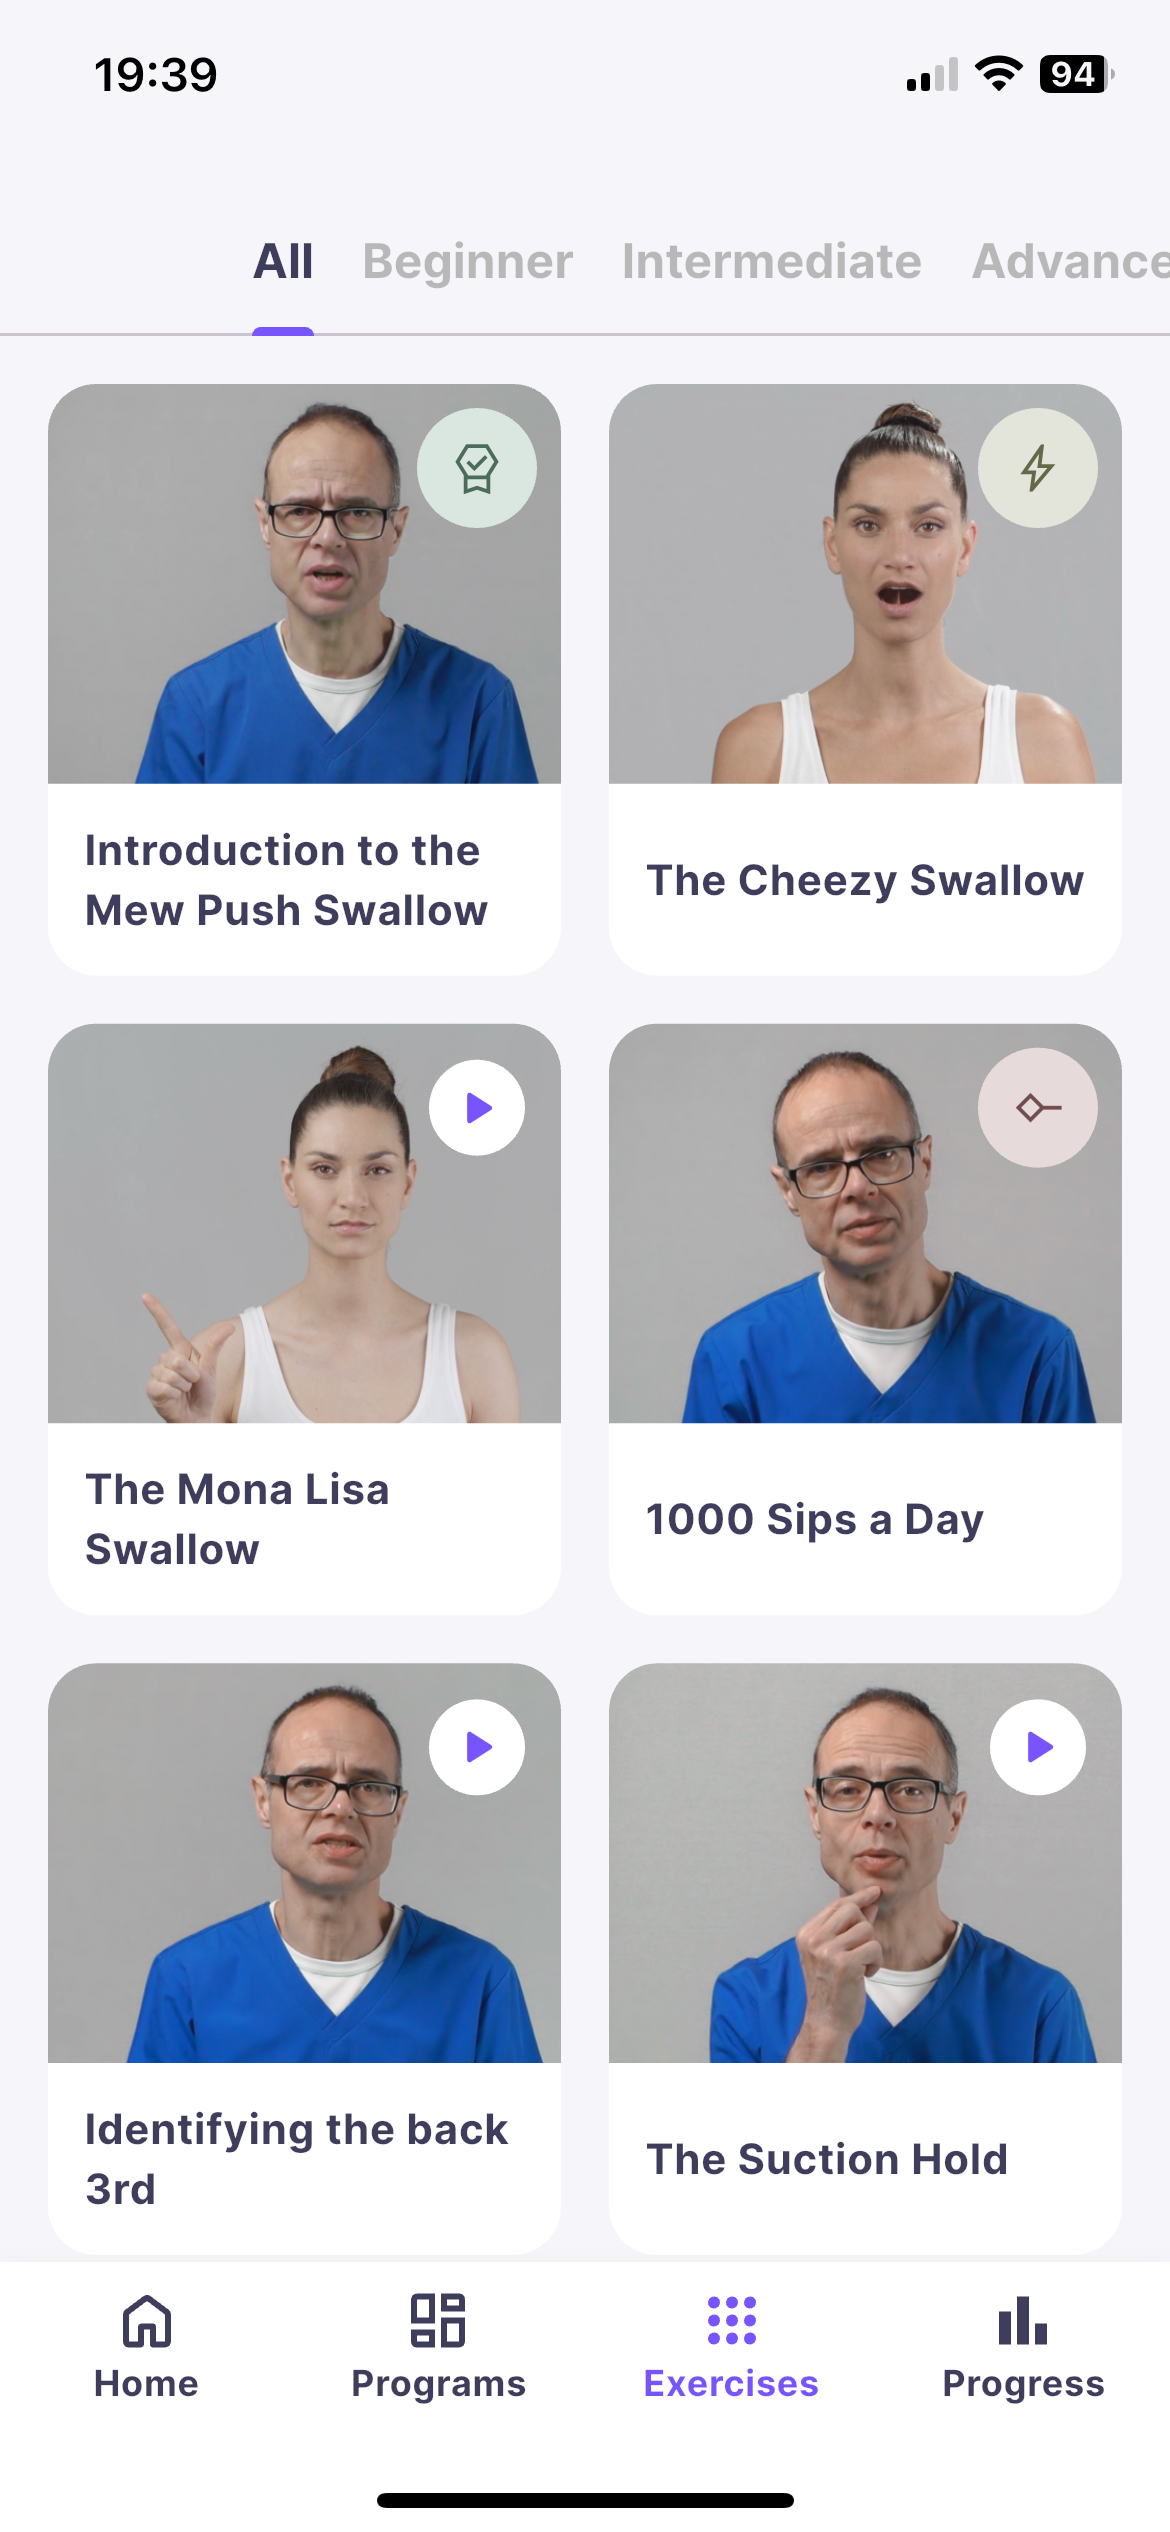 19:39
94
All Beginner Intermediate Advance
Introduction to the
Mew Push Swallow
The Cheezy Swallow
The Mona Lisa
Swallow
1000 Sips a Day
Identifying the back
3rd
The Suction Hold
Home Programs Exercises Progress